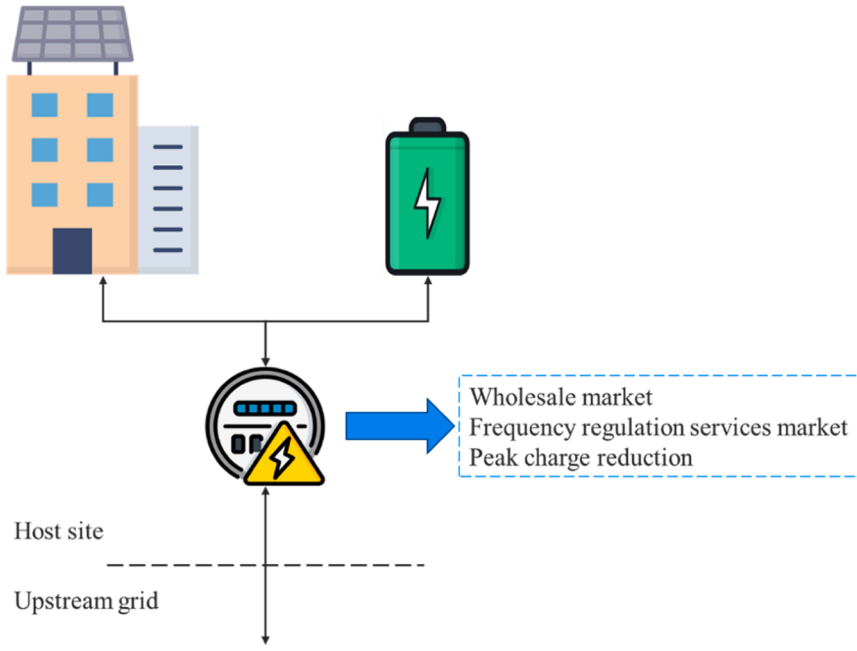 Wholesale market
Frequency regulation services market
Peak charge reduction
Host site
Upstream grid